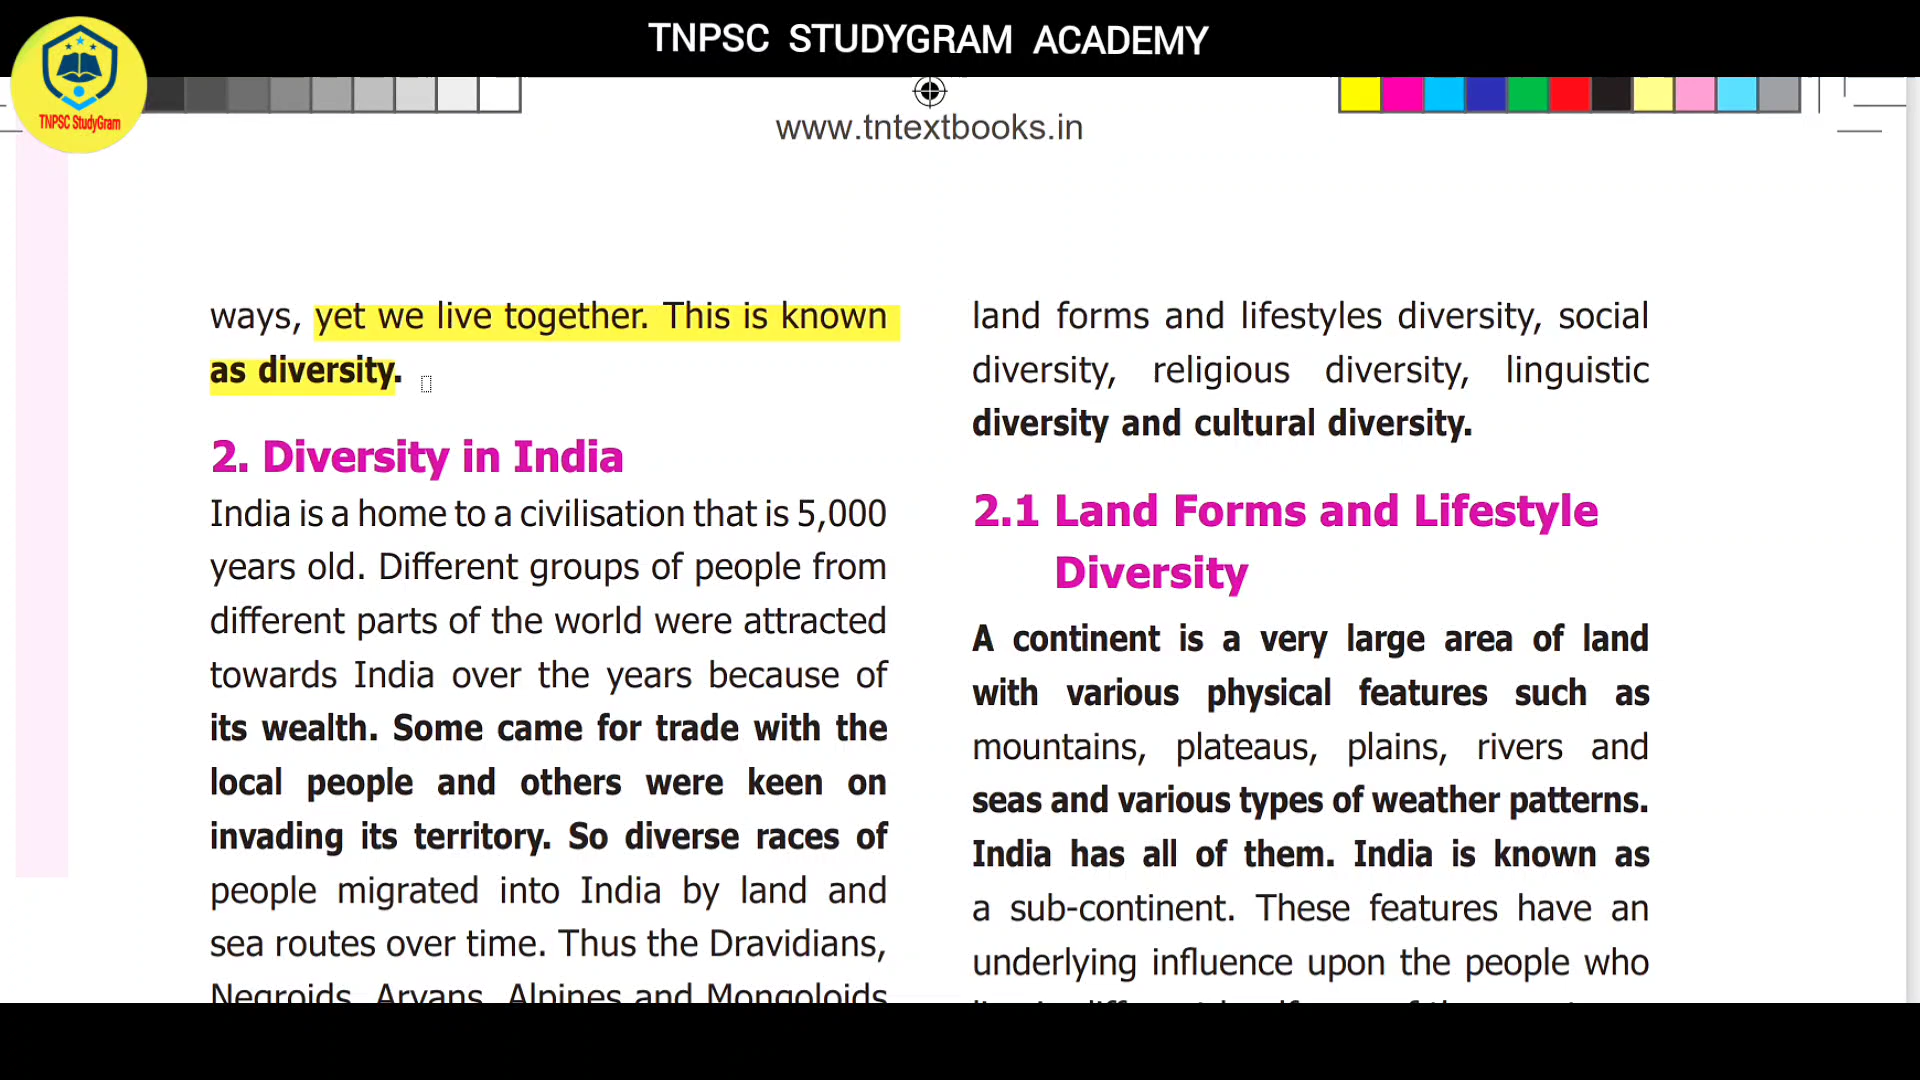 TNPSC STUDYGRAM ACADEMY
TNPSC StudyGram
www.tntextbooks.in
ways, yet we live together. This is known
as diversity.
2. Diversity in India
India is a home to a civilisation that is 5,000
years old. Different groups of people from
different parts of the world were attracted
towards India over the years because of
its wealth. Some came for trade with the
local people and others were keen on
invading its territory. So diverse races of
people migrated into India by land and
sea routes over time. Thus the Dravidians,
Negroids, Aryans, Alpines and Mongoloids
land forms and lifestyles diversity, social
diversity, religious diversity, linguistic
diversity and cultural diversity.
2.1 Land Forms and Lifestyle
Diversity
A continent is a very large area of land
with various physical features such as
mountains, plateaus, plains, rivers and
seas and various types of weather patterns.
India has all of them. India is known as
a sub-continent. These features have an
underlying influence upon the people who